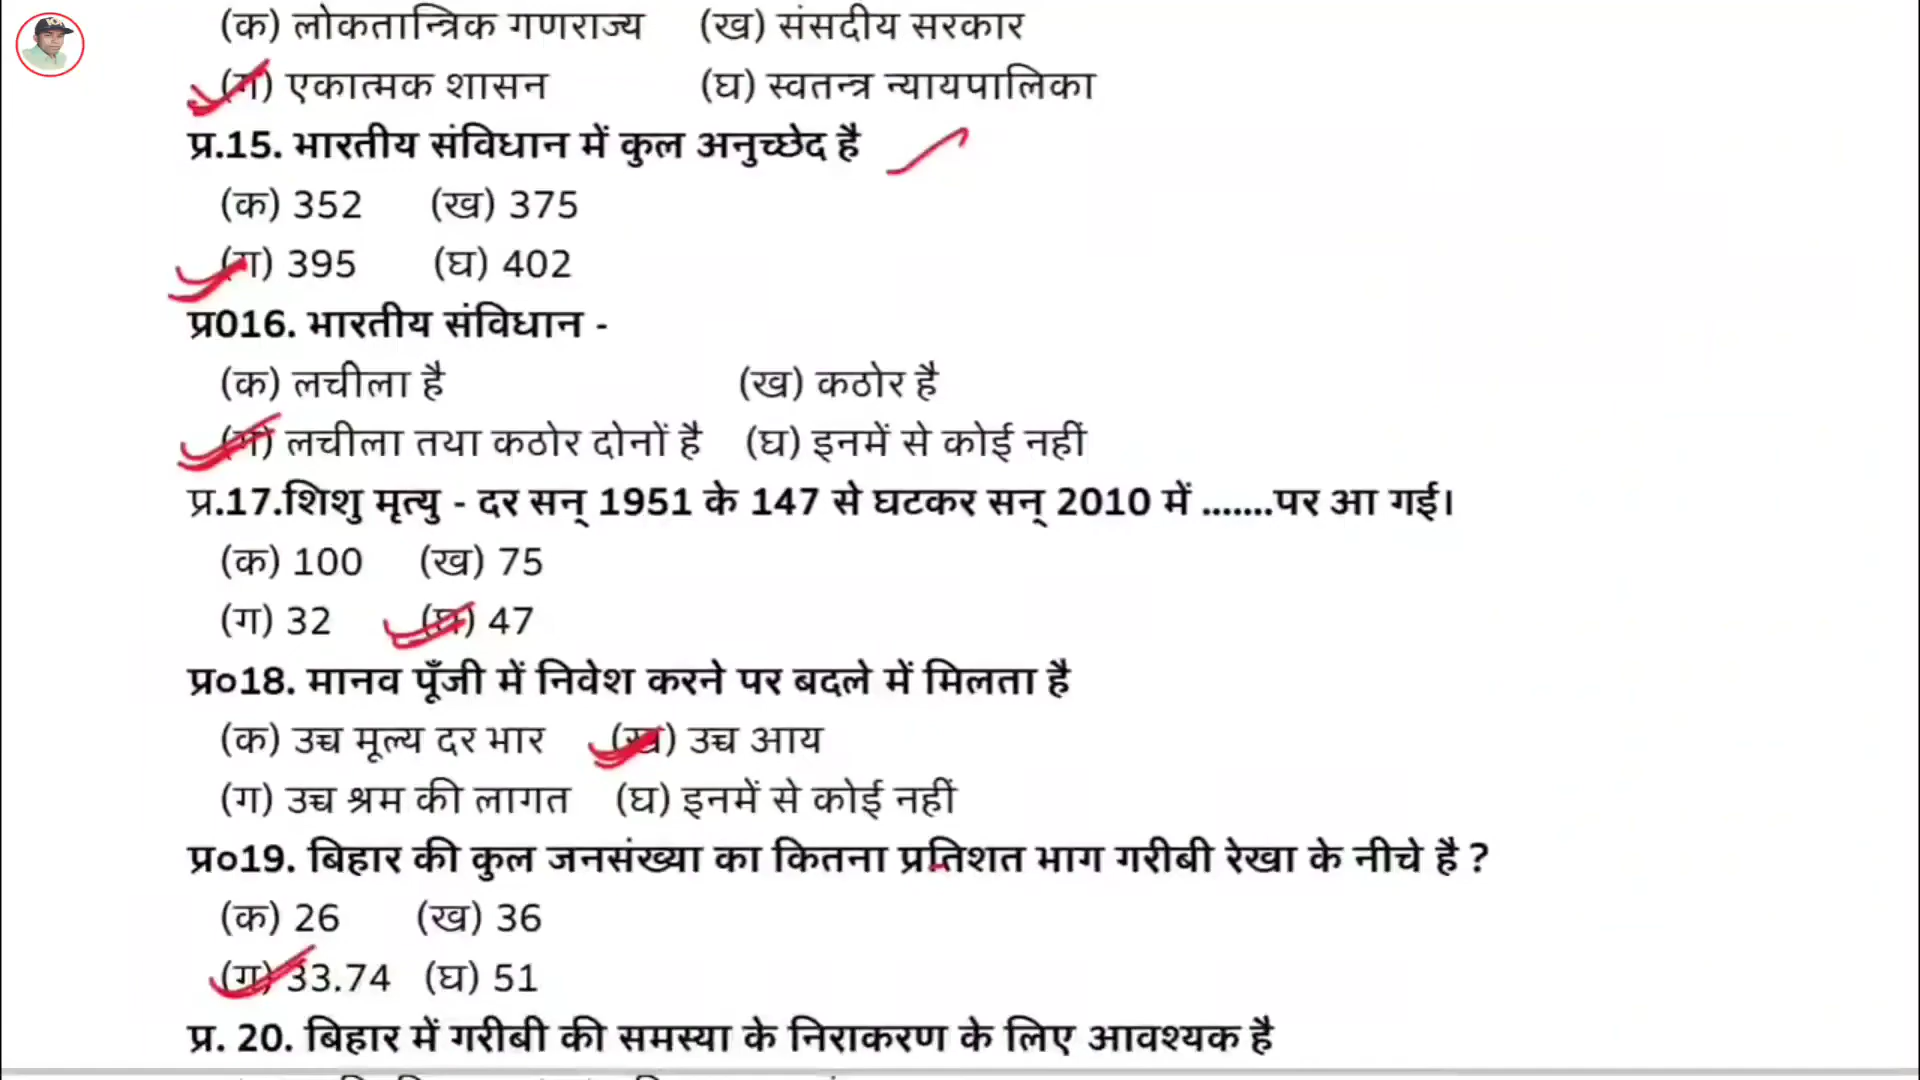 (क) लोकतान्त्रिक गणराज्य (ख) संसदीय सरकार
(ग) एकात्मक शासन (घ) स्वतन्त्र न्यायपालिका
प्र.15. भारतीय संविधान में कुल अनुच्छेद है
(क) 352 (ख) 375
(ग) 395 (घ) 402
प्र016. भारतीय संविधान -
(क) लचीला है (ख) कठोर है
(ग) लचीला तथा कठोर दोनों है (घ) इनमें से कोई नहीं
प्र.17.शिशु मृत्यु - दर सन् 1951 के 147 से घटकर सन् 2010 में .......पर आ गई।
(क) 100 (ख) 75
(ग) 32 (घ) 47
प्र०18. मानव पूँजी में निवेश करने पर बदले में मिलता है
(क) उच्च मूल्य दर भार (ख) उच्च आय
(ग) उच्च श्रम की लागत (घ) इनमें से कोई नहीं
प्र०19. बिहार की कुल जनसंख्या का कितना प्रतिशत भाग गरीबी रेखा के नीचे है ?
(क) 26 (ख) 36
(ग) 33.74 (घ) 51
प्र. 20. बिहार में गरीबी की समस्या के निराकरण के लिए आवश्यक है